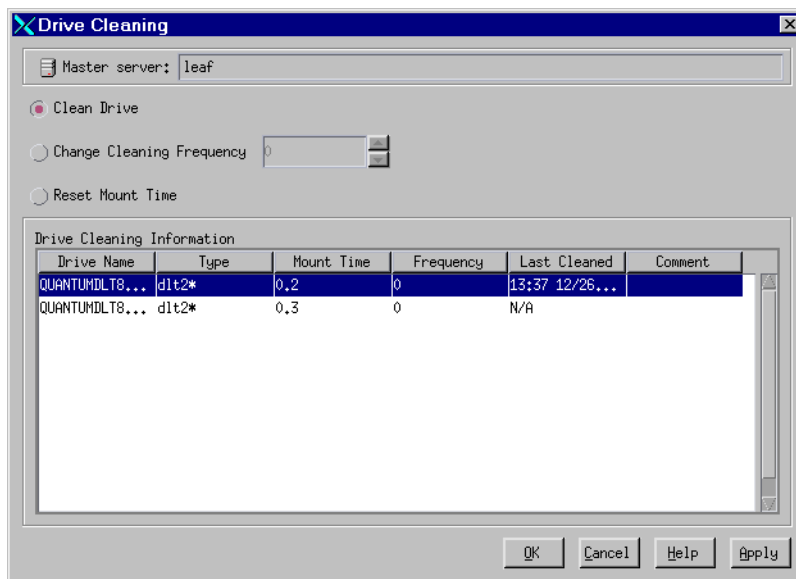 Drive Cleaning
Master server: leaf
Clean Drive
Change Cleaning Frequency 0
Reset Mount Time
Drive Cleaning Information
Drive Name Type Mount Time Frequency Last Cleaned Comment
QUANTUMDLT8... dlt2* 0.2 0 13:37 12/26...
QUANTUMDLT8... dlt2* 0.3 0 N/A
OK Cancel Help Apply